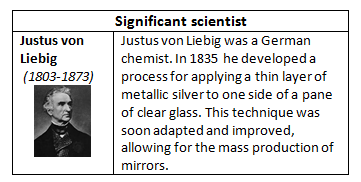 Significant scientist
Justus von
Liebig
(1803-1873)
Justus von Liebig was a German
chemist. In 1835 he developed a
process for applying a thin layer of
metallic silver to one side of a pane
of clear glass. This technique was
soon adapted and improved,
allowing for the mass production of
mirrors.